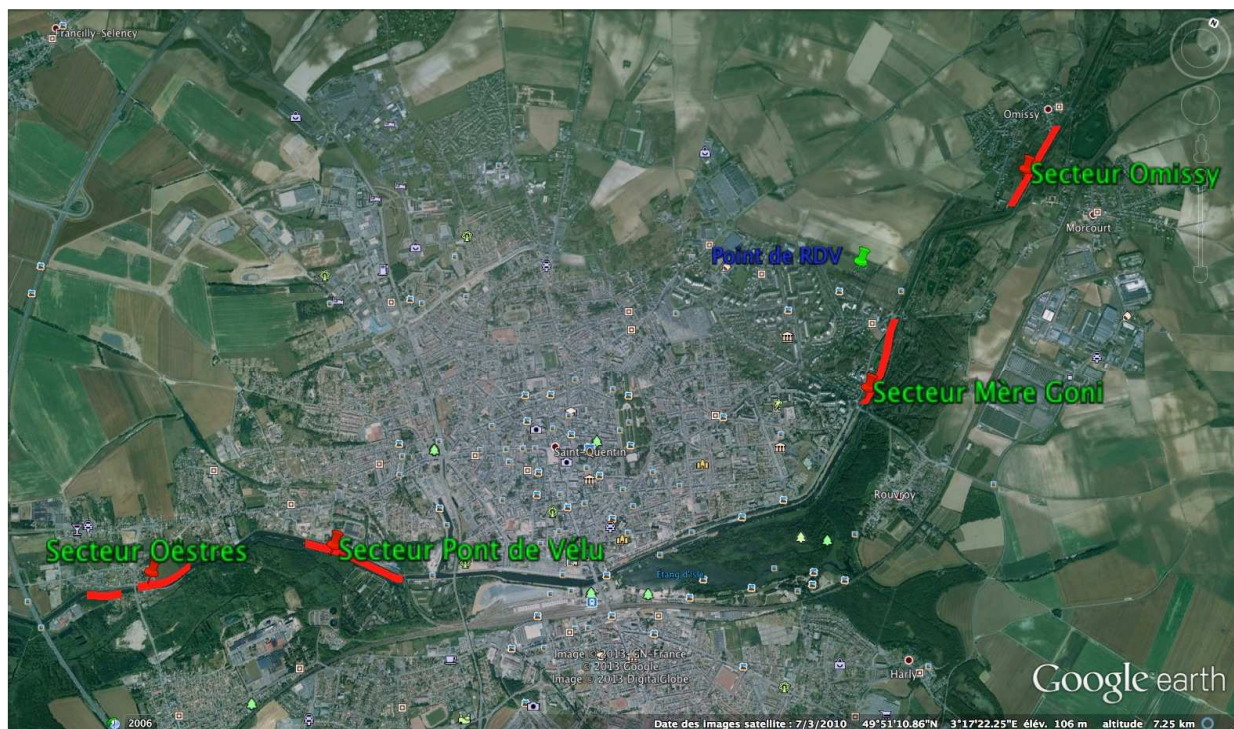 Francilly-Selency
N
Omissy
Secteur Omissy
Morcourt
Point de RDV
Secteur Mère Goni
Saint-Quentin
Rouvroy
Secteur Oëstres
Secteur Pont de Vélu
Etang d'Isle
Image © 2013 IGN-France
© 2013 Google
Image © 2013 DigitalGlobe
Harly
Google earth
2006
Date des images satellite : 7/3/2010 49°51'10.86"N 3°17'22.25"E élév. 106 m altitude 7.25 km